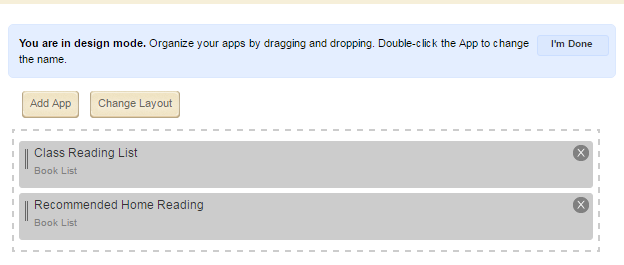 You are in design mode. Organize your apps by dragging and dropping. Double-click the App to change
the name.
I'm Done
Add App
Change Layout
Class Reading List
X
Book List
Recommended Home Reading
X
Book List